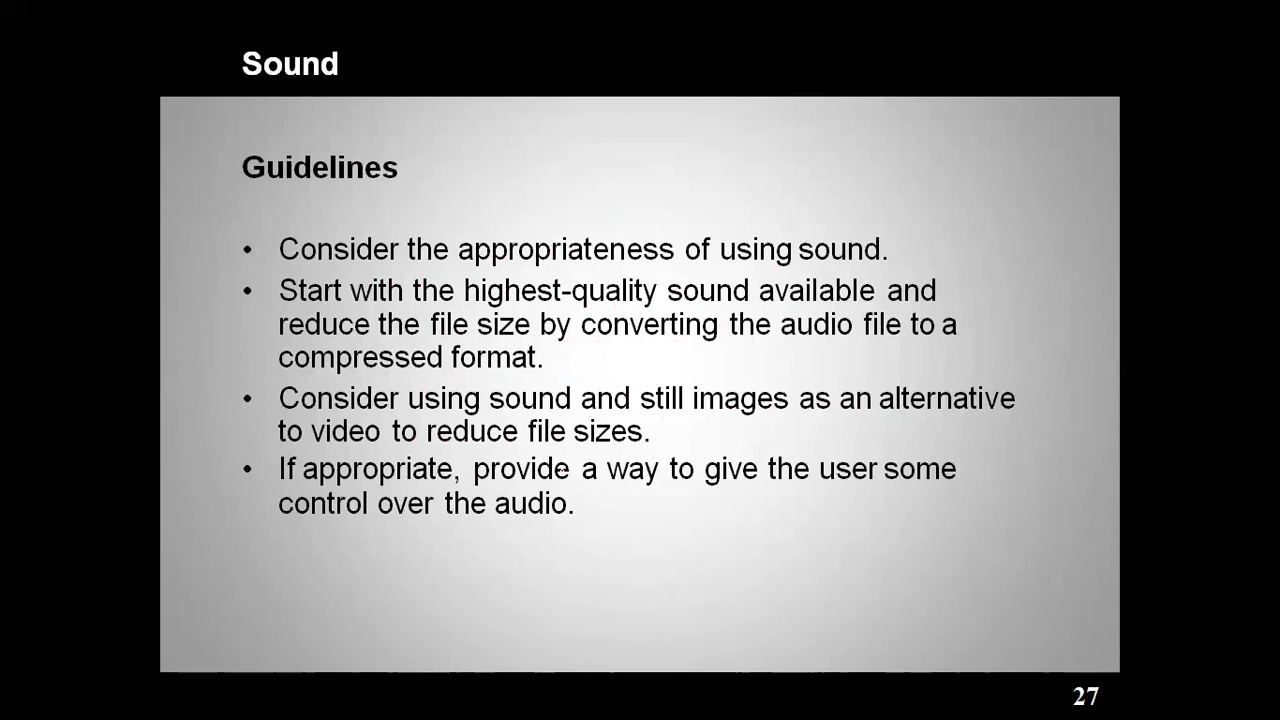 Sound
Guidelines
• Consider the appropriateness of using sound.
• Start with the highest-quality sound available and
reduce the file size by converting the audio file to a
compressed format.
• Consider using sound and still images as an alternative
to video to reduce file sizes.
• If appropriate, provide a way to give the user some
control over the audio.
27